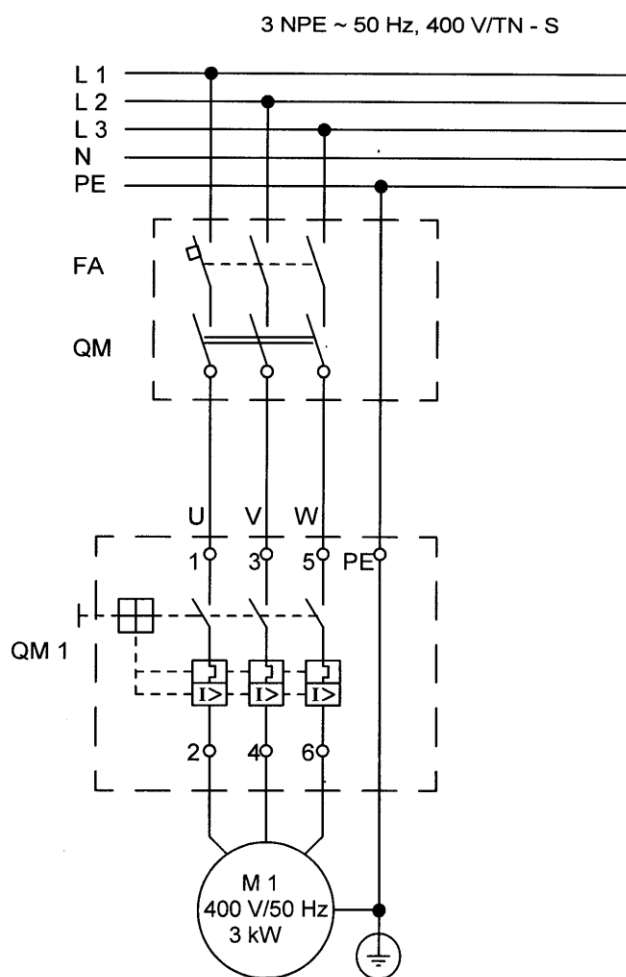 3 NPE ~ 50 Hz, 400 V/TN - S
L 1
L 2
L 3
N
PE
FA
QM
U V W
1 3 5 PE
QM 1
I> I> I>
2 4 6
M 1
400 V/50 Hz
3 kW